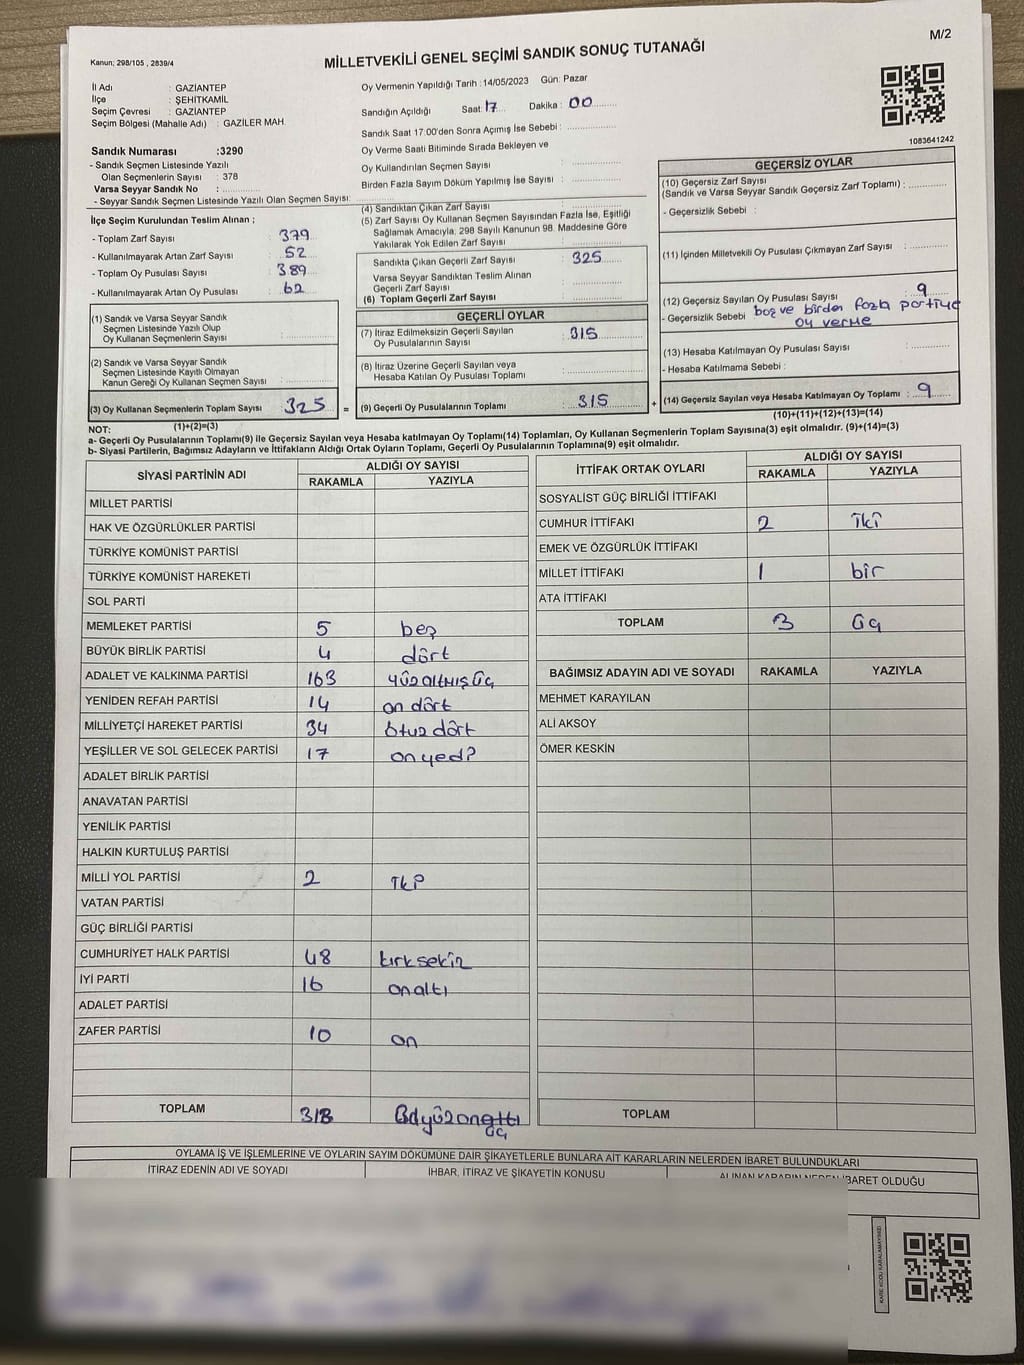 M/2
Kanun; 298/105 , 2839/4
MİLLETVEKİLİ GENEL SEÇİMİ SANDIK SONUÇ TUTANAĞI
İl Adı : GAZİANTEP
İlçe : ŞEHİTKAMİL
Seçim Çevresi : GAZİANTEP
Seçim Bölgesi (Mahalle Adı) : GAZİLER MAH.
Sandık Numarası :3290
- Sandık Seçmen Listesinde Yazılı
Olan Seçmenlerin Sayısı : 378
Varsa Seyyar Sandık No :
- Seyyar Sandık Seçmen Listesinde Yazılı Olan Seçmen Sayısı:
İlçe Seçim Kurulundan Teslim Alınan ;
- Toplam Zarf Sayısı : 379
- Kullanılmayarak Artan Zarf Sayısı : 52
- Toplam Oy Pusulası Sayısı : 389
- Kullanılmayarak Artan Oy Pusulası : 62
(1) Sandık ve Varsa Seyyar Sandık
Seçmen Listesinde Yazılı Olup
Oy Kullanan Seçmenlerin Sayısı :
(2) Sandık ve Varsa Seyyar Sandık
Seçmen Listesinde Kayıtlı Olmayan
Kanun Gereği Oy Kullanan Seçmen Sayısı :
(3) Oy Kullanan Seçmenlerin Toplam Sayısı : 325
Oy Vermenin Yapıldığı Tarih : 14/05/2023 Gün: Pazar
Sandığın Açıldığı Saat : 17 Dakika : 00
Sandık Saat 17:00'den Sonra Açımış İse Sebebi :
Oy Verme Saati Bitiminde Sırada Bekleyen ve
Oy Kullandırılan Seçmen Sayısı :
Birden Fazla Sayım Döküm Yapılmış İse Sayısı :
(4) Sandıktan Çıkan Zarf Sayısı :
(5) Zarf Sayısı Oy Kullanan Seçmen Sayısından Fazla İse, Eşitliği
Sağlamak Amacıyla; 298 Sayılı Kanunun 98. Maddesine Göre
Yakılarak Yok Edilen Zarf Sayısı :
Sandıkta Çıkan Geçerli Zarf Sayısı : 325
Varsa Seyyar Sandıktan Teslim Alınan
Geçerli Zarf Sayısı :
(6) Toplam Geçerli Zarf Sayısı :
GEÇERLİ OYLAR
(7) İtiraz Edilmeksizin Geçerli Sayılan
Oy Pusulalarının Sayısı : 315
(8) İtiraz Üzerine Geçerli Sayılan veya
Hesaba Katılan Oy Pusulası Toplamı :
= (9) Geçerli Oy Pusulalarının Toplamı : 315
1083641242
GEÇERSİZ OYLAR
(10) Geçersiz Zarf Sayısı
(Sandık ve Varsa Seyyar Sandık Geçersiz Zarf Toplamı) :
- Geçersizlik Sebebi :
(11) İçinden Milletvekili Oy Pusulası Çıkmayan Zarf Sayısı :
(12) Geçersiz Sayılan Oy Pusulası Sayısı : 9
- Geçersizlik Sebebi : boş ve birden fazla partiye
oy verme
(13) Hesaba Katılmayan Oy Pusulası Sayısı :
- Hesaba Katılmama Sebebi :
+ (14) Geçersiz Sayılan veya Hesaba Katılmayan Oy Toplamı : 9
NOT: (1)+(2)=(3)
(10)+(11)+(12)+(13)=(14)
a- Geçerli Oy Pusulalarının Toplamı(9) ile Geçersiz Sayılan veya Hesaba katılmayan Oy Toplamı(14) Toplamları, Oy Kullanan Seçmenlerin Toplam Sayısına(3) eşit olmalıdır. (9)+(14)=(3)
b- Siyasi Partilerin, Bağımsız Adayların ve İttifakların Aldığı Ortak Oyların Toplamı, Geçerli Oy Pusulalarının Toplamına(9) eşit olmalıdır.
SİYASİ PARTİNİN ADI
ALDIĞI OY SAYISI
RAKAMLA YAZIYLA
MİLLET PARTİSİ
HAK VE ÖZGÜRLÜKLER PARTİSİ
TÜRKİYE KOMÜNİST PARTİSİ
TÜRKİYE KOMÜNİST HAREKETİ
SOL PARTİ
MEMLEKET PARTİSİ 5 beş
BÜYÜK BİRLİK PARTİSİ 4 dört
ADALET VE KALKINMA PARTİSİ 163 yüzaltmışüç
YENİDEN REFAH PARTİSİ 14 on dört
MİLLİYETÇİ HAREKET PARTİSİ 34 otuz dört
YEŞİLLER VE SOL GELECEK PARTİSİ 17 onyedi
ADALET BİRLİK PARTİSİ
ANAVATAN PARTİSİ
YENİLİK PARTİSİ
HALKIN KURTULUŞ PARTİSİ
MİLLİ YOL PARTİSİ 2
VATAN PARTİSİ
GÜÇ BİRLİĞİ PARTİSİ
CUMHURİYET HALK PARTİSİ 48 kırksekiz
İYİ PARTİ 16 onaltı
ADALET PARTİSİ
ZAFER PARTİSİ 10 on
TOPLAM 313
üç
İTTİFAK ORTAK OYLARI
ALDIĞI OY SAYISI
RAKAMLA YAZIYLA
SOSYALİST GÜÇ BİRLİĞİ İTTİFAKI
CUMHUR İTTİFAKI 2 iki
EMEK VE ÖZGÜRLÜK İTTİFAKI
MİLLET İTTİFAKI 1 bir
ATA İTTİFAKI
TOPLAM 3 üç
BAĞIMSIZ ADAYIN ADI VE SOYADI RAKAMLA YAZIYLA
MEHMET KARAYILAN
ALİ AKSOY
ÖMER KESKİN
TOPLAM
OYLAMA İŞ VE İŞLEMLERİNE VE OYLARIN SAYIM DÖKÜMÜNE DAİR ŞİKAYETLERLE BUNLARA AİT KARARLARIN NELERDEN İBARET BULUNDUKLARI
İTİRAZ EDENİN ADI VE SOYADI İHBAR, İTİRAZ VE ŞİKAYETİN KONUSU ALINAN KARARIN NEDEN İBARET OLDUĞU
KARE KODU KARALAMAYINIZ!